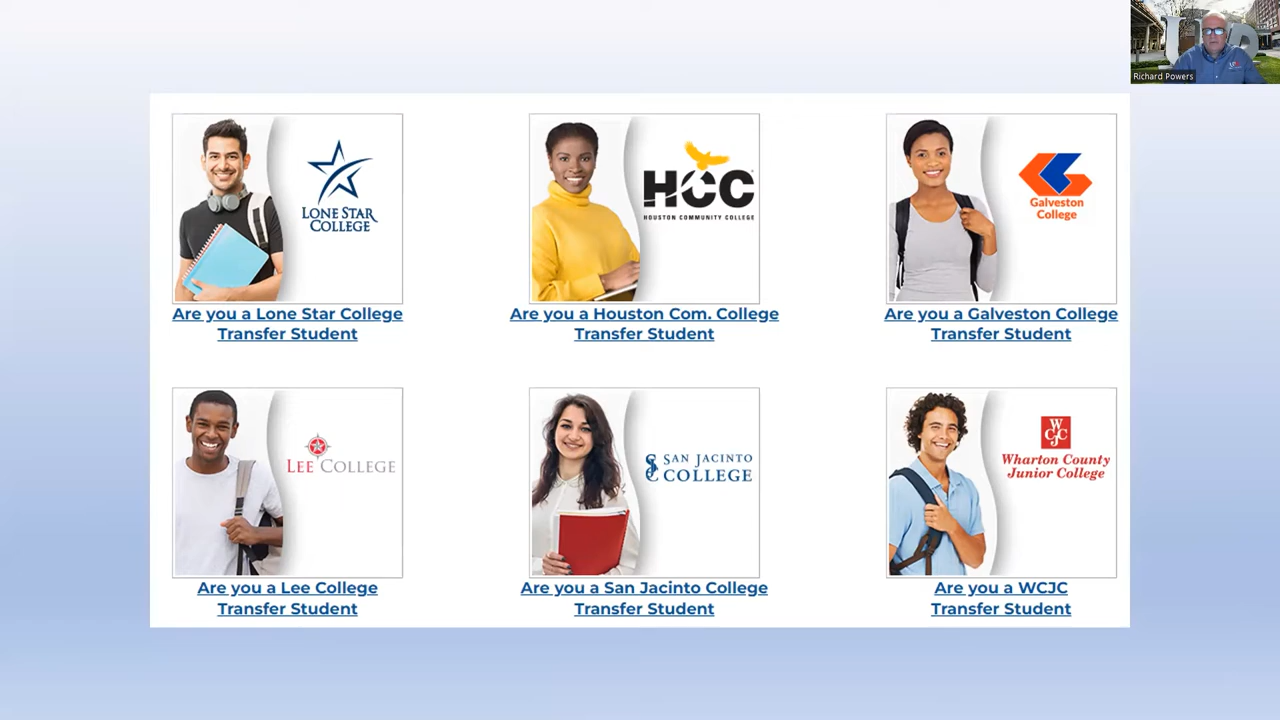 Richard Powers
LONE STAR
COLLEGE
HCC
HOUSTON COMMUNITY COLLEGE
Galveston
College
Are you a Lone Star College
Transfer Student
Are you a Houston Com. College
Transfer Student
Are you a Galveston College
Transfer Student
LEE COLLEGE
SJC
SAN JACINTO
COLLEGE
WCJC
Wharton County
Junior College
Are you a Lee College
Transfer Student
Are you a San Jacinto College
Transfer Student
Are you a WCJC
Transfer Student